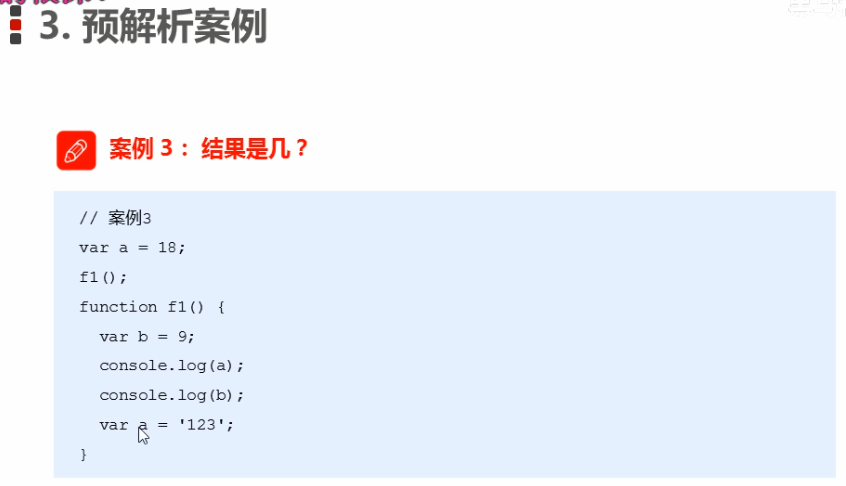 3. 预解析案例
案例 3： 结果是几？
// 案例3
var a = 18;
f1();
function f1() {
  var b = 9;
  console.log(a);
  console.log(b);
  var a = '123';
}